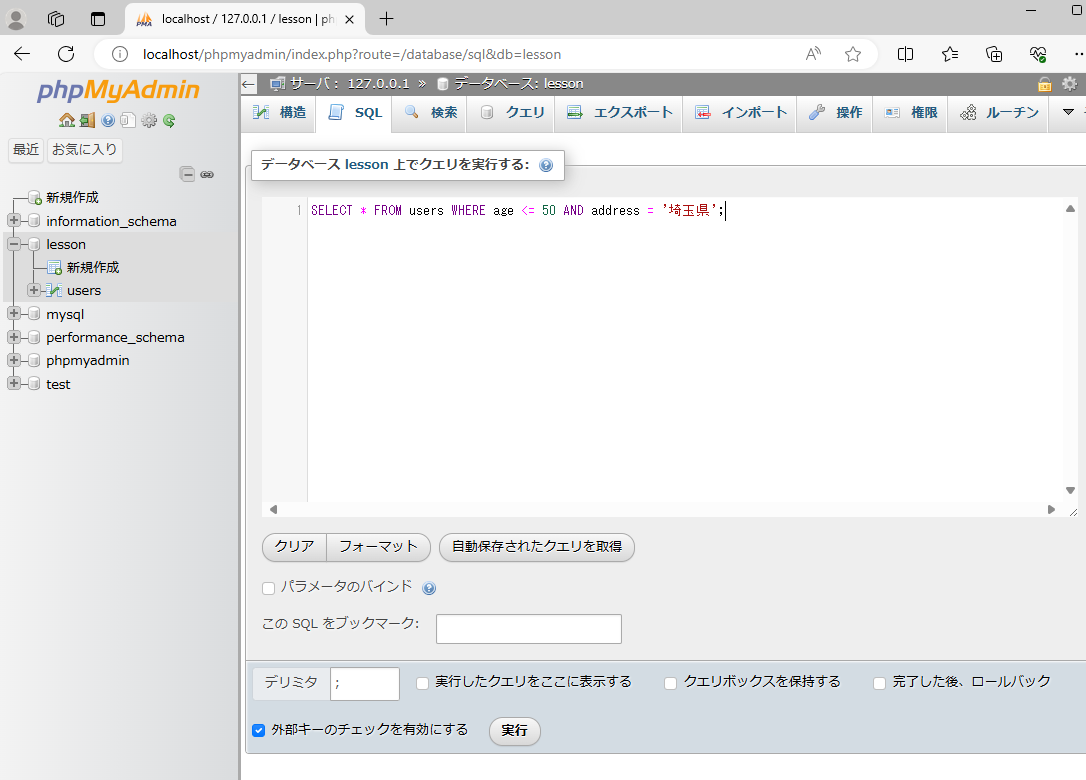 localhost / 127.0.0.1 / lesson | ph
localhost/phpmyadmin/index.php?route=/database/sql&db=lesson
phpMyAdmin
最近 お気に入り
新規作成
information_schema
lesson
新規作成
users
mysql
performance_schema
phpmyadmin
test
サーバ: 127.0.0.1 » データベース: lesson
構造 SQL 検索 クエリ エクスポート インポート 操作 権限 ルーチン
データベース lesson 上でクエリを実行する:
1 SELECT * FROM users WHERE age <= 50 AND address = '埼玉県';
クリア フォーマット 自動保存されたクエリを取得
パラメータのバインド
この SQL をブックマーク:
デリミタ ; 実行したクエリをここに表示する クエリボックスを保持する 完了した後、ロールバック
外部キーのチェックを有効にする 実行